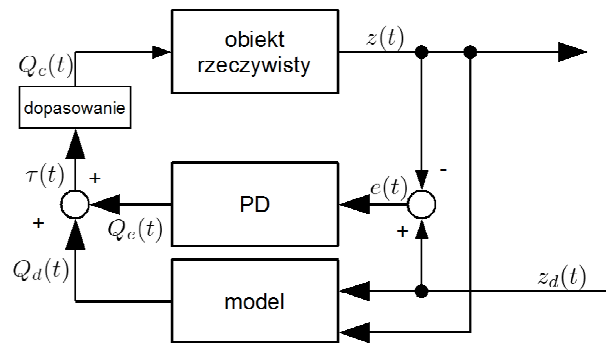 obiekt
rzeczywisty
z(t)
Q_c(t)
dopasowanie
τ(t)
+
-
e(t)
PD
+
Q_e(t)
+
Q_d(t)
model
z_d(t)